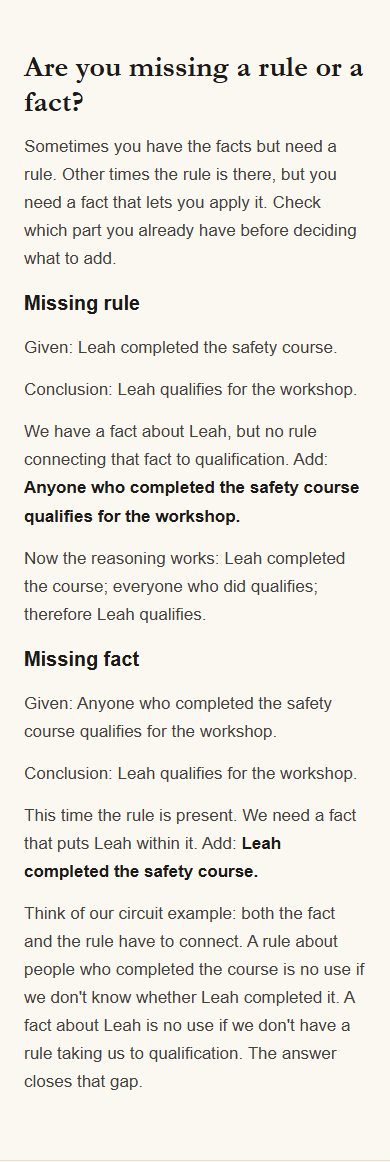 Are you missing a rule or a
fact?
Sometimes you have the facts but need a
rule. Other times the rule is there, but you
need a fact that lets you apply it. Check
which part you already have before deciding
what to add.
Missing rule
Given: Leah completed the safety course.
Conclusion: Leah qualifies for the workshop.
We have a fact about Leah, but no rule
connecting that fact to qualification. Add:
Anyone who completed the safety course
qualifies for the workshop.
Now the reasoning works: Leah completed
the course; everyone who did qualifies;
therefore Leah qualifies.
Missing fact
Given: Anyone who completed the safety
course qualifies for the workshop.
Conclusion: Leah qualifies for the workshop.
This time the rule is present. We need a fact
that puts Leah within it. Add: Leah
completed the safety course.
Think of our circuit example: both the fact
and the rule have to connect. A rule about
people who completed the course is no use if
we don't know whether Leah completed it. A
fact about Leah is no use if we don't have a
rule taking us to qualification. The answer
closes that gap.